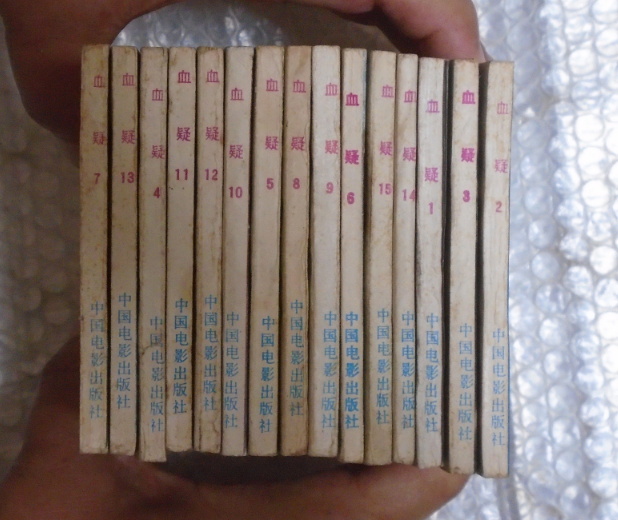 血疑 7 中国电影出版社
血疑 13 中国电影出版社
血疑 4 中国电影出版社
血疑 11 中国电影出版社
血疑 12 中国电影出版社
血疑 10 中国电影出版社
血疑 5 中国电影出版社
血疑 8 中国电影出版社
血疑 9 中国电影出版社
血疑 6 中国电影出版社
血疑 15 中国电影出版社
血疑 14 中国电影出版社
血疑 1 中国电影出版社
血疑 3 中国电影出版社
血疑 2 中国电影出版社